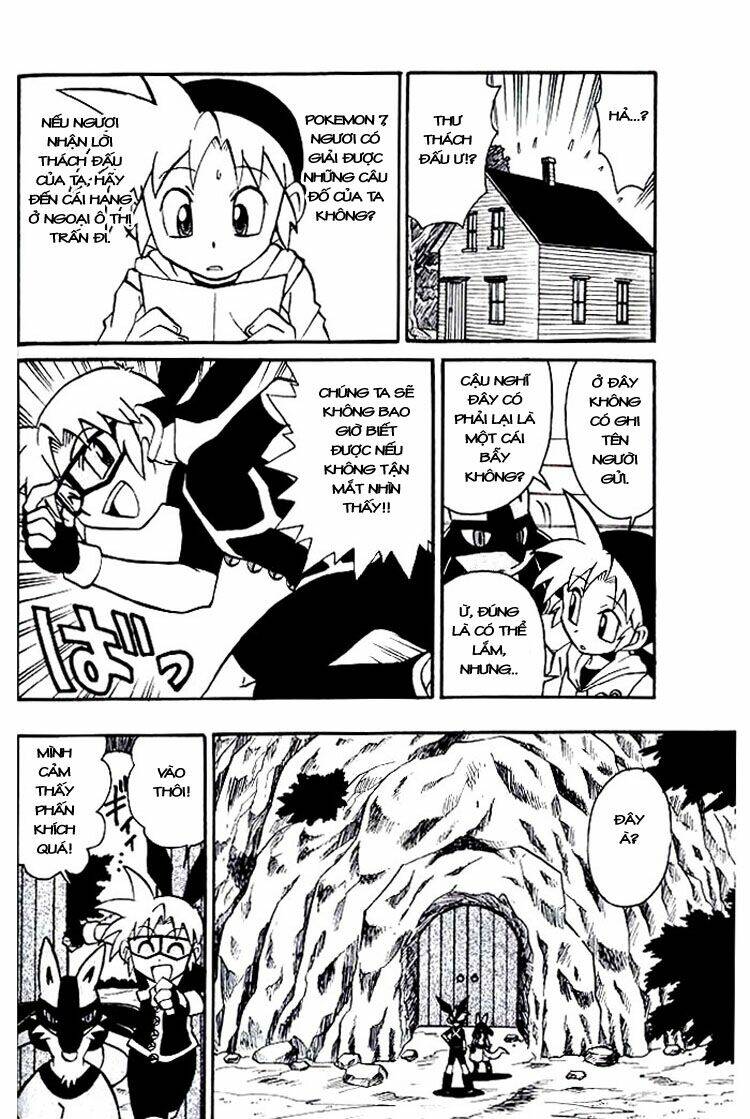 HẢ...?
THƯ
THÁCH
ĐẤU Ư!?
POKEMON 7,
NGƯƠI CÓ
GIẢI ĐƯỢC
NHỮNG CÂU
ĐỐ CỦA TA
KHÔNG?
NẾU NGƯƠI
NHẬN LỜI
THÁCH ĐẤU
CỦA TA, HÃY
ĐẾN CÁI HANG
Ở NGOẠI Ô THỊ
TRẤN ĐI.
Ở ĐÂY
KHÔNG
CÓ GHI
TÊN
NGƯỜI
GỬI.
CẬU NGHĨ
ĐÂY CÓ
PHẢI LẠI LÀ
MỘT CÁI
BẪY
KHÔNG?
Ừ, ĐÚNG
LÀ CÓ THỂ
LẮM,
NHƯNG..
CHÚNG TA SẼ
KHÔNG BAO
GIỜ BIẾT
ĐƯỢC NẾU
KHÔNG TẬN
MẮT NHÌN
THẤY!!
ばっ
ĐÂY
À?
VÀO
THÔI!
ギィィ...
MÌNH
CẢM
THẤY
PHẤN
KHÍCH
QUÁ!